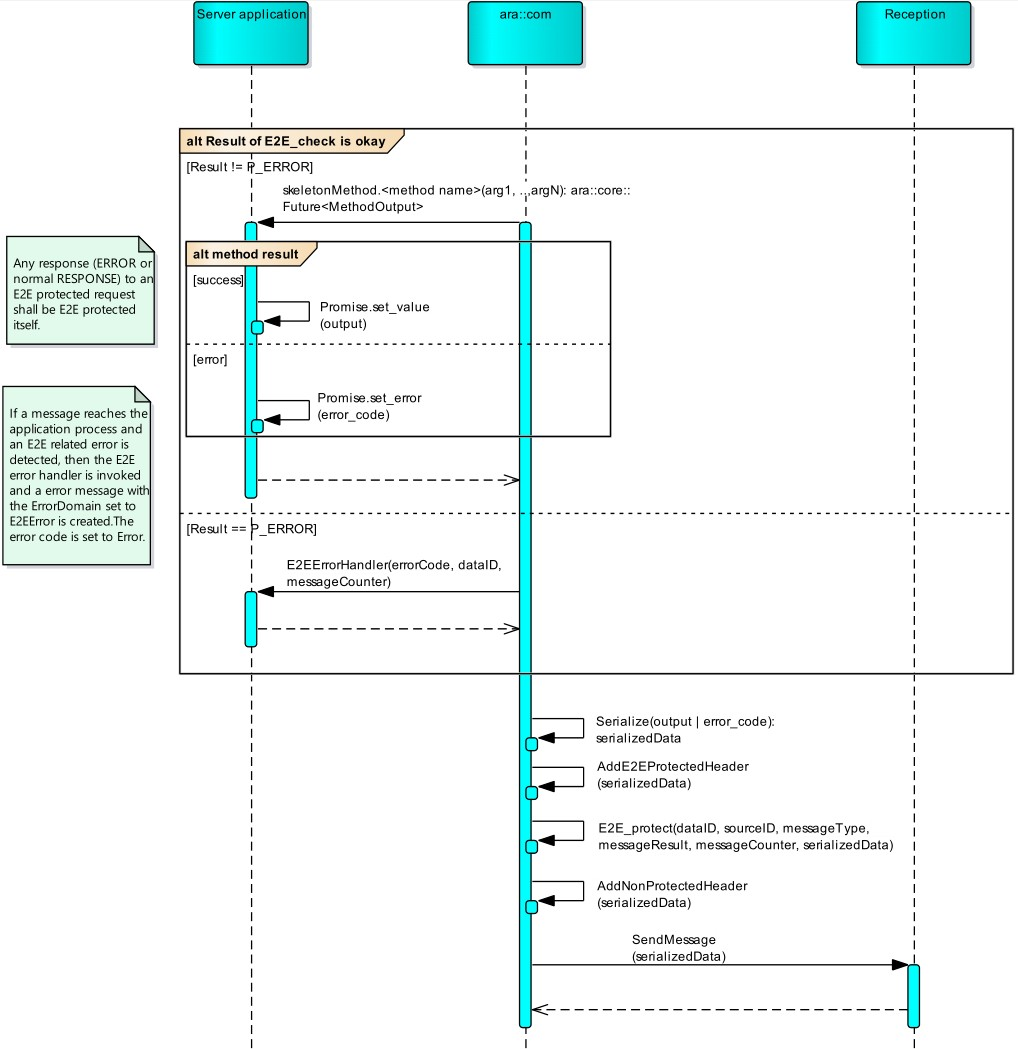 Server application
ara::com
Reception
alt Result of E2E_check is okay
[Result != P_ERROR]
skeletonMethod.<method name>(arg1, ...,argN): ara::core::
Future<MethodOutput>
alt method result
[success]
Promise.set_value
(output)
[error]
Promise.set_error
(error_code)
Any response (ERROR or
normal RESPONSE) to an
E2E protected request
shall be E2E protected
itself.
If a message reaches the
application process and
an E2E related error is
detected, then the E2E
error handler is invoked
and a error message with
the ErrorDomain set to
E2EError is created.The
error code is set to Error.
[Result == P_ERROR]
E2EErrorHandler(errorCode, dataID,
messageCounter)
Serialize(output | error_code):
serializedData
AddE2EProtectedHeader
(serializedData)
E2E_protect(dataID, sourceID, messageType,
messageResult, messageCounter, serializedData)
AddNonProtectedHeader
(serializedData)
SendMessage
(serializedData)